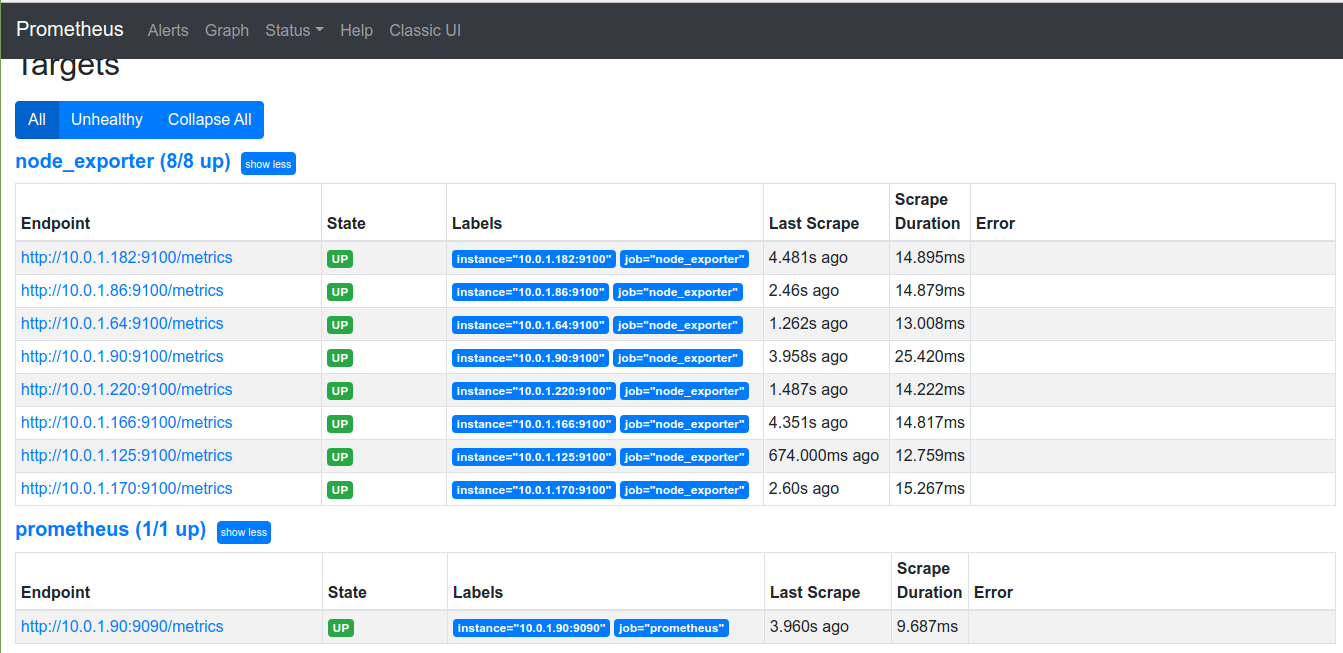 Prometheus Alerts Graph Status Help Classic UI
Targets
All Unhealthy Collapse All
node_exporter (8/8 up) show less
Endpoint State Labels Last Scrape Scrape Duration Error
http://10.0.1.182:9100/metrics UP instance="10.0.1.182:9100" job="node_exporter" 4.481s ago 14.895ms
http://10.0.1.86:9100/metrics UP instance="10.0.1.86:9100" job="node_exporter" 2.46s ago 14.879ms
http://10.0.1.64:9100/metrics UP instance="10.0.1.64:9100" job="node_exporter" 1.262s ago 13.008ms
http://10.0.1.90:9100/metrics UP instance="10.0.1.90:9100" job="node_exporter" 3.958s ago 25.420ms
http://10.0.1.220:9100/metrics UP instance="10.0.1.220:9100" job="node_exporter" 1.487s ago 14.222ms
http://10.0.1.166:9100/metrics UP instance="10.0.1.166:9100" job="node_exporter" 4.351s ago 14.817ms
http://10.0.1.125:9100/metrics UP instance="10.0.1.125:9100" job="node_exporter" 674.000ms ago 12.759ms
http://10.0.1.170:9100/metrics UP instance="10.0.1.170:9100" job="node_exporter" 2.60s ago 15.267ms
prometheus (1/1 up) show less
Endpoint State Labels Last Scrape Scrape Duration Error
http://10.0.1.90:9090/metrics UP instance="10.0.1.90:9090" job="prometheus" 3.960s ago 9.687ms